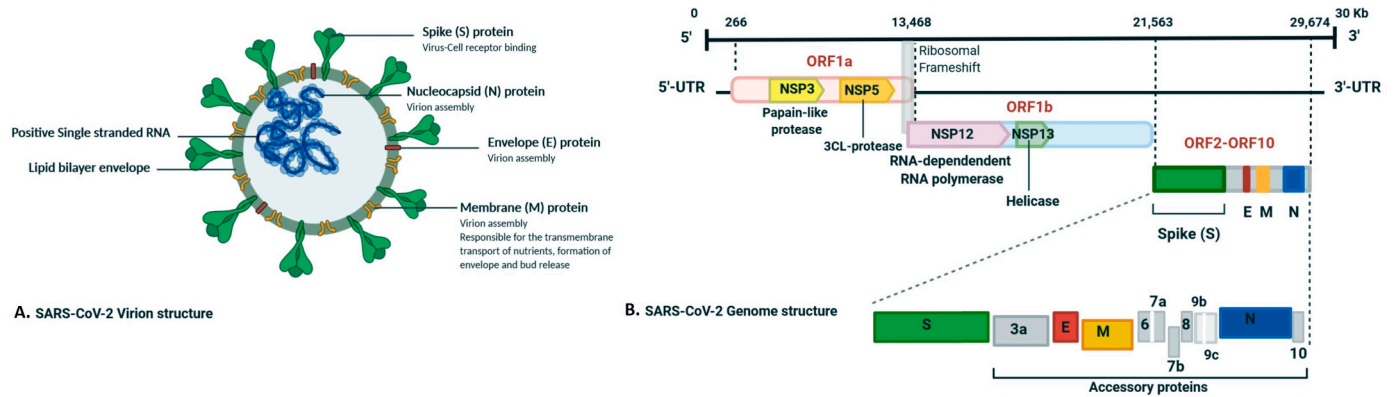 Spike (S) protein
Virus-Cell receptor binding
Nucleocapsid (N) protein
Virion assembly
Positive Single stranded RNA
Envelope (E) protein
Virion assembly
Lipid bilayer envelope
Membrane (M) protein
Virion assembly
Responsible for the transmembrane
transport of nutrients, formation of
envelope and bud release
A. SARS-CoV-2 Virion structure
0
266
13,468
21,563
29,674
30 Kb
5'
3'
Ribosomal
Frameshift
ORF1a
5'-UTR
NSP3
NSP5
3'-UTR
Papain-like
protease
3CL-protease
ORF1b
NSP12
NSP13
RNA-dependendent
RNA polymerase
Helicase
ORF2-ORF10
E
M
N
Spike (S)
B. SARS-CoV-2 Genome structure
S
3a
E
M
6
7a
7b
8
9b
9c
N
10
Accessory proteins